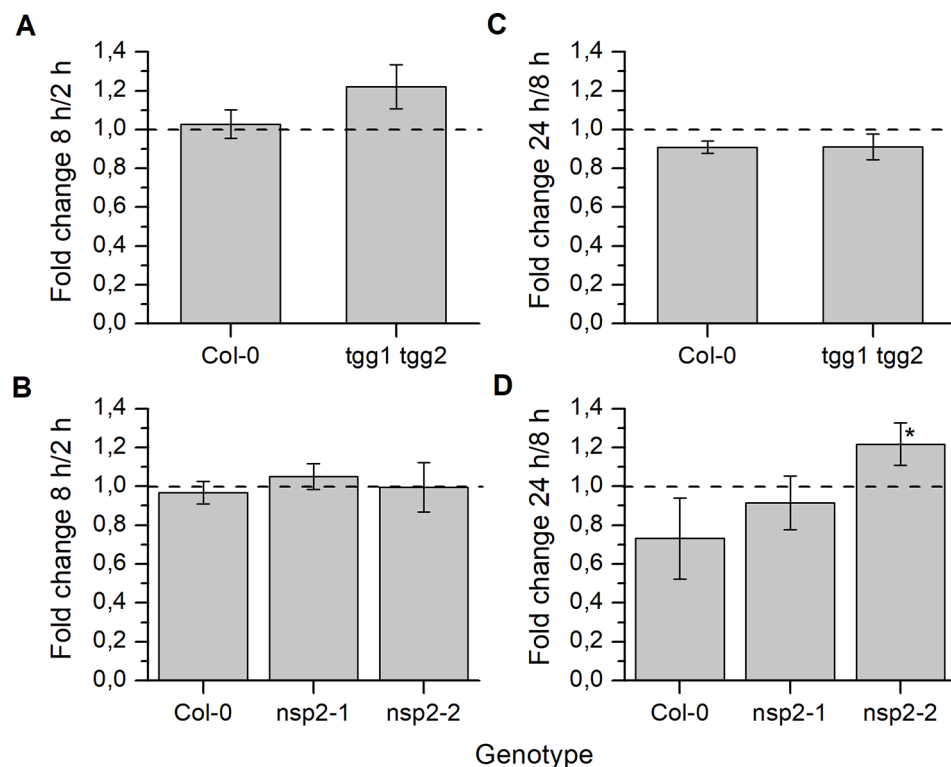 A
Fold change 8 h/2 h
1,4
1,2
1,0
0,8
0,6
0,4
0,2
0,0
Col-0 tgg1 tgg2
C
Fold change 24 h/8 h
1,4
1,2
1,0
0,8
0,6
0,4
0,2
0,0
Col-0 tgg1 tgg2
B
Fold change 8 h/2 h
1,4
1,2
1,0
0,8
0,6
0,4
0,2
0,0
Col-0 nsp2-1 nsp2-2
D
Fold change 24 h/8 h
1,4
1,2
1,0
0,8
0,6
0,4
0,2
0,0
*
Col-0 nsp2-1 nsp2-2
Genotype